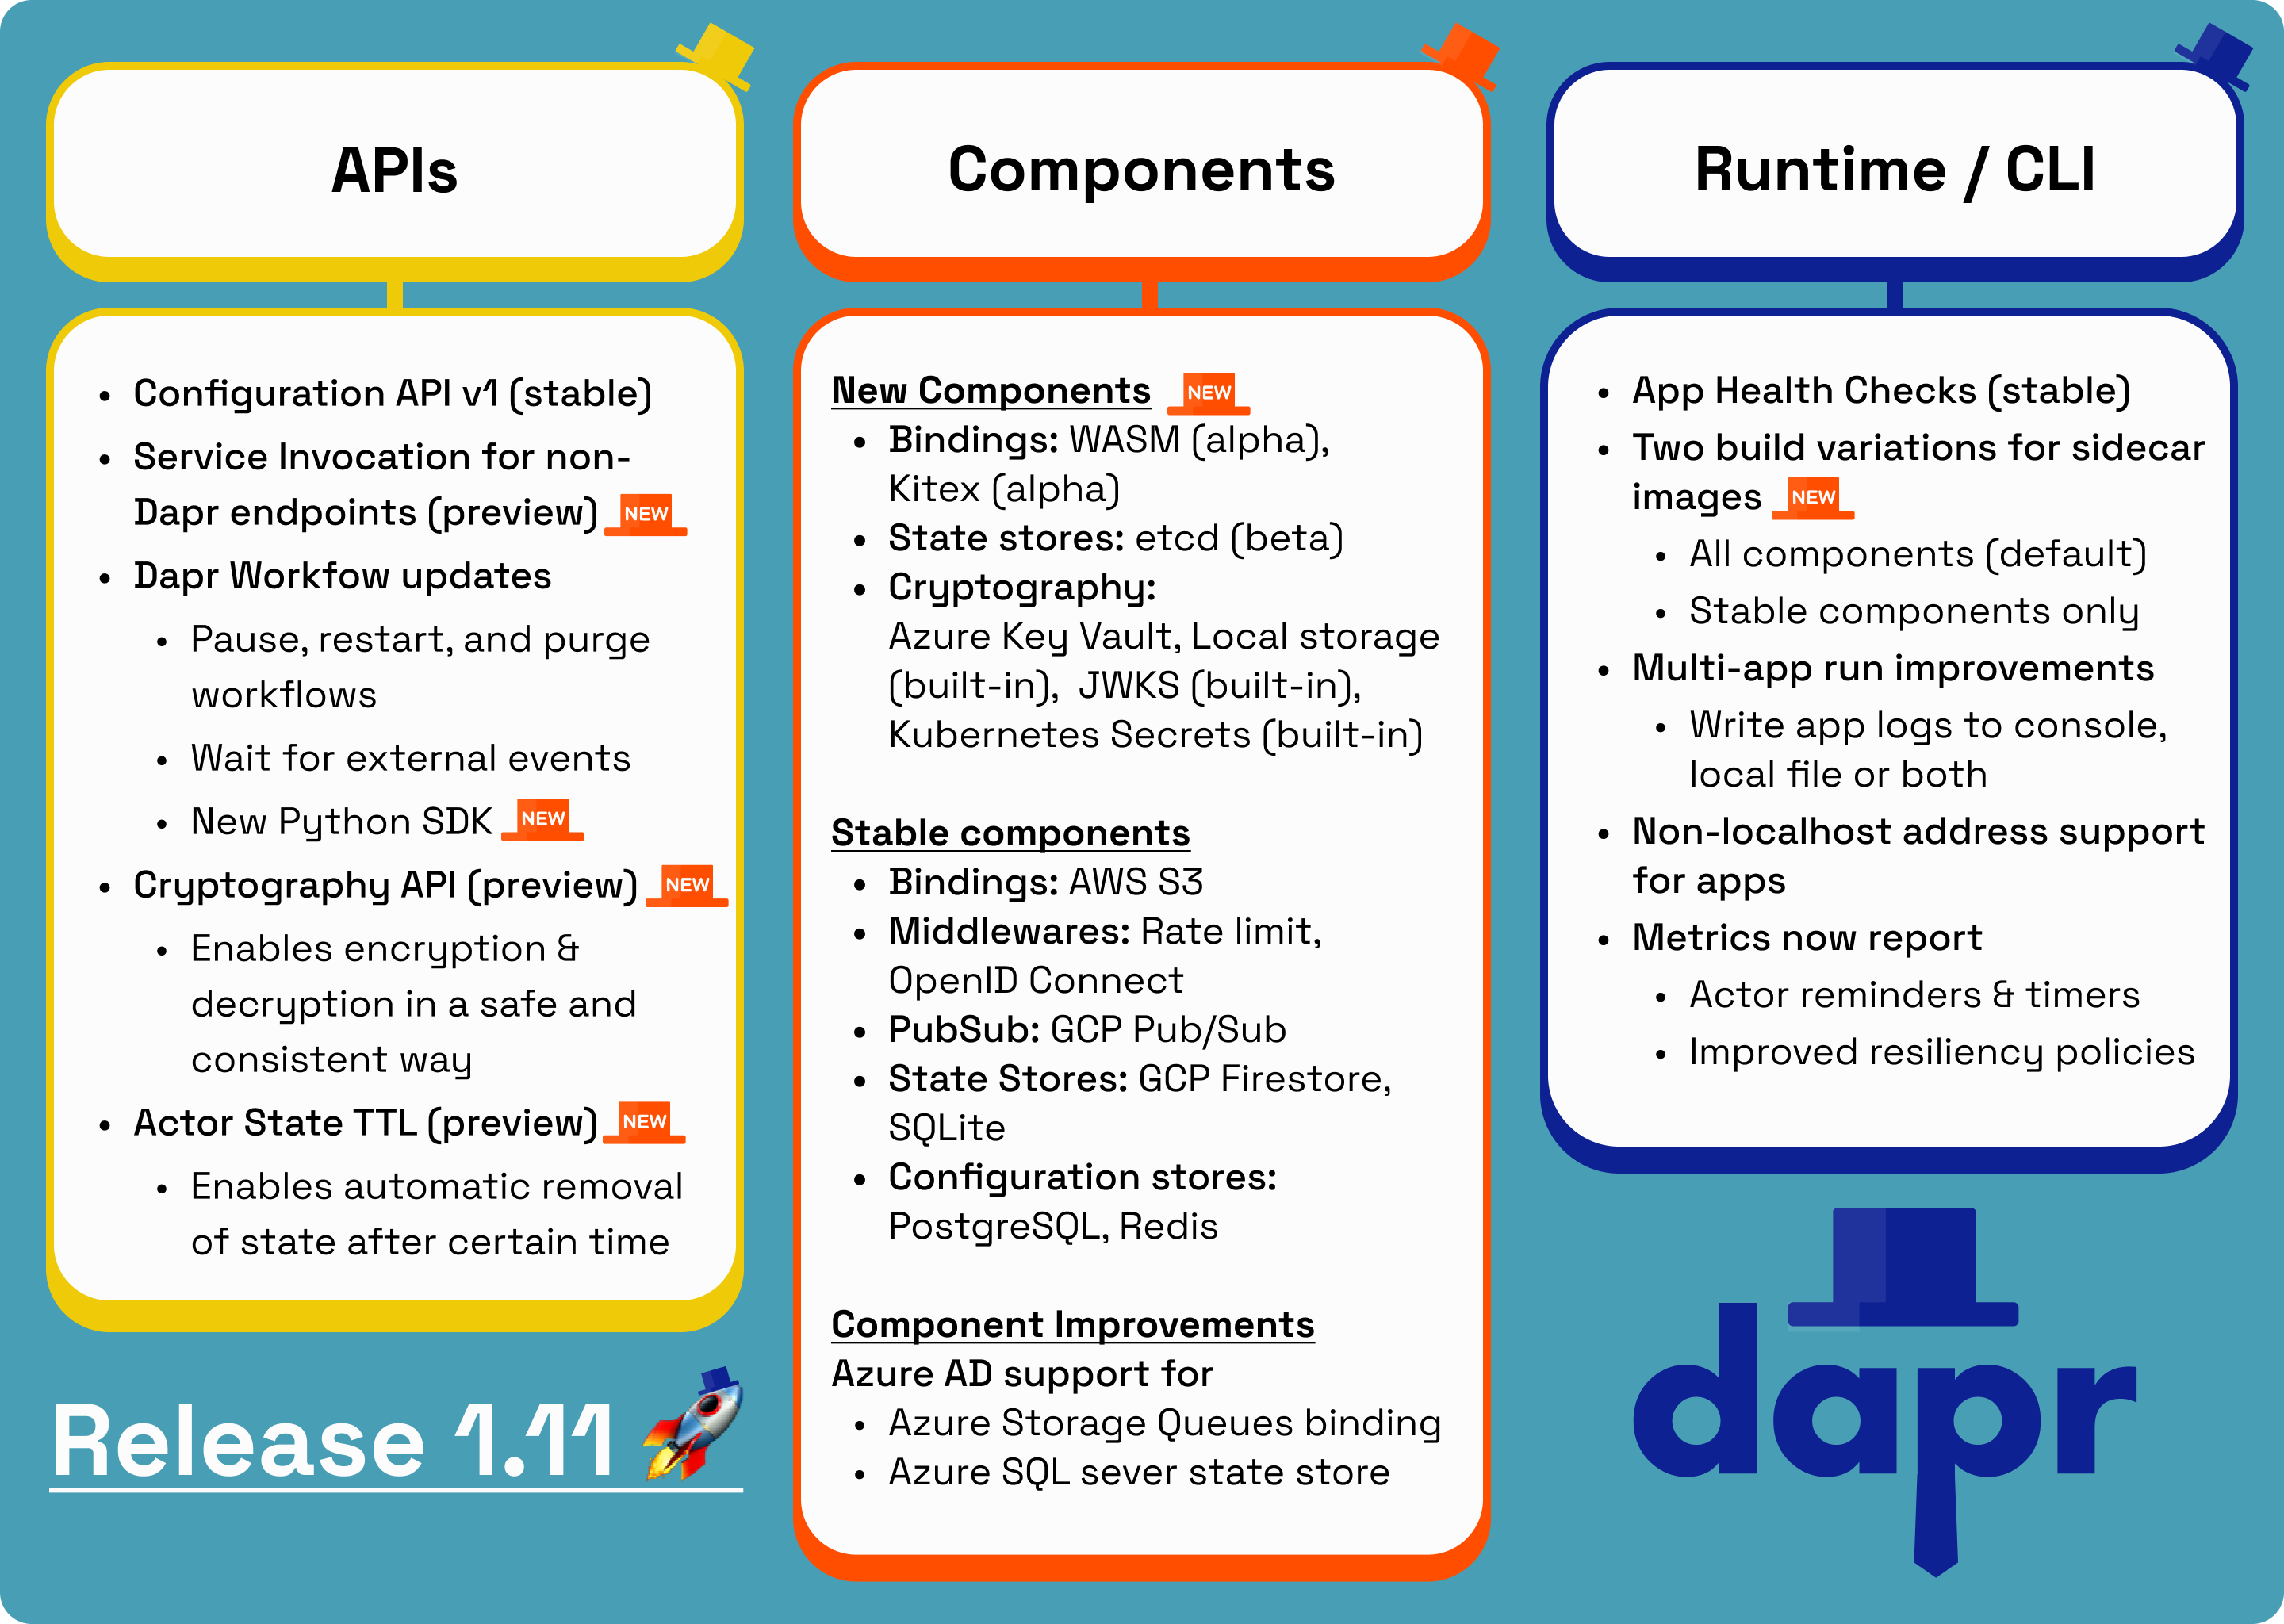 APIs
• Configuration API v1 (stable)
• Service Invocation for non-
Dapr endpoints (preview) NEW
• Dapr Workfow updates
• Pause, restart, and purge
workflows
• Wait for external events
• New Python SDK NEW
• Cryptography API (preview) NEW
• Enables encryption &
decryption in a safe and
consistent way
• Actor State TTL (preview) NEW
• Enables automatic removal
of state after certain time
Release 1.11
Components
New Components NEW
• Bindings: WASM (alpha),
Kitex (alpha)
• State stores: etcd (beta)
• Cryptography:
Azure Key Vault, Local storage
(built-in), JWKS (built-in),
Kubernetes Secrets (built-in)
Stable components
• Bindings: AWS S3
• Middlewares: Rate limit,
OpenID Connect
• PubSub: GCP Pub/Sub
• State Stores: GCP Firestore,
SQLite
• Configuration stores:
PostgreSQL, Redis
Component Improvements
Azure AD support for
• Azure Storage Queues binding
• Azure SQL sever state store
Runtime / CLI
• App Health Checks (stable)
• Two build variations for sidecar
images NEW
• All components (default)
• Stable components only
• Multi-app run improvements
• Write app logs to console,
local file or both
• Non-localhost address support
for apps
• Metrics now report
• Actor reminders & timers
• Improved resiliency policies
dapr